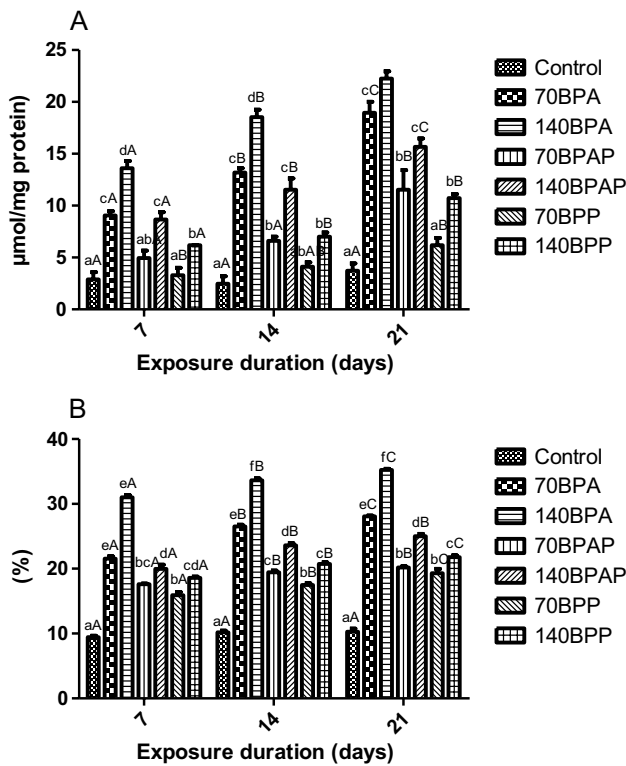 A
25
20
15
10
5
0
µmol/mg protein)
aA cA dA abA cA aB bA
aA cB dB bA cB abA bB
aA cC bB cC aB bB
7 14 21
Exposure duration (days)
Control
70BPA
140BPA
70BPAP
140BPAP
70BPP
140BPP
B
40
30
20
10
0
(%)
aA eA eA bcA dA bA cdA
aA eB fB cB dB bB cB
aA eC fC bB dB bC cC
7 14 21
Exposure duration (days)
Control
70BPA
140BPA
70BPAP
140BPAP
70BPP
140BPP